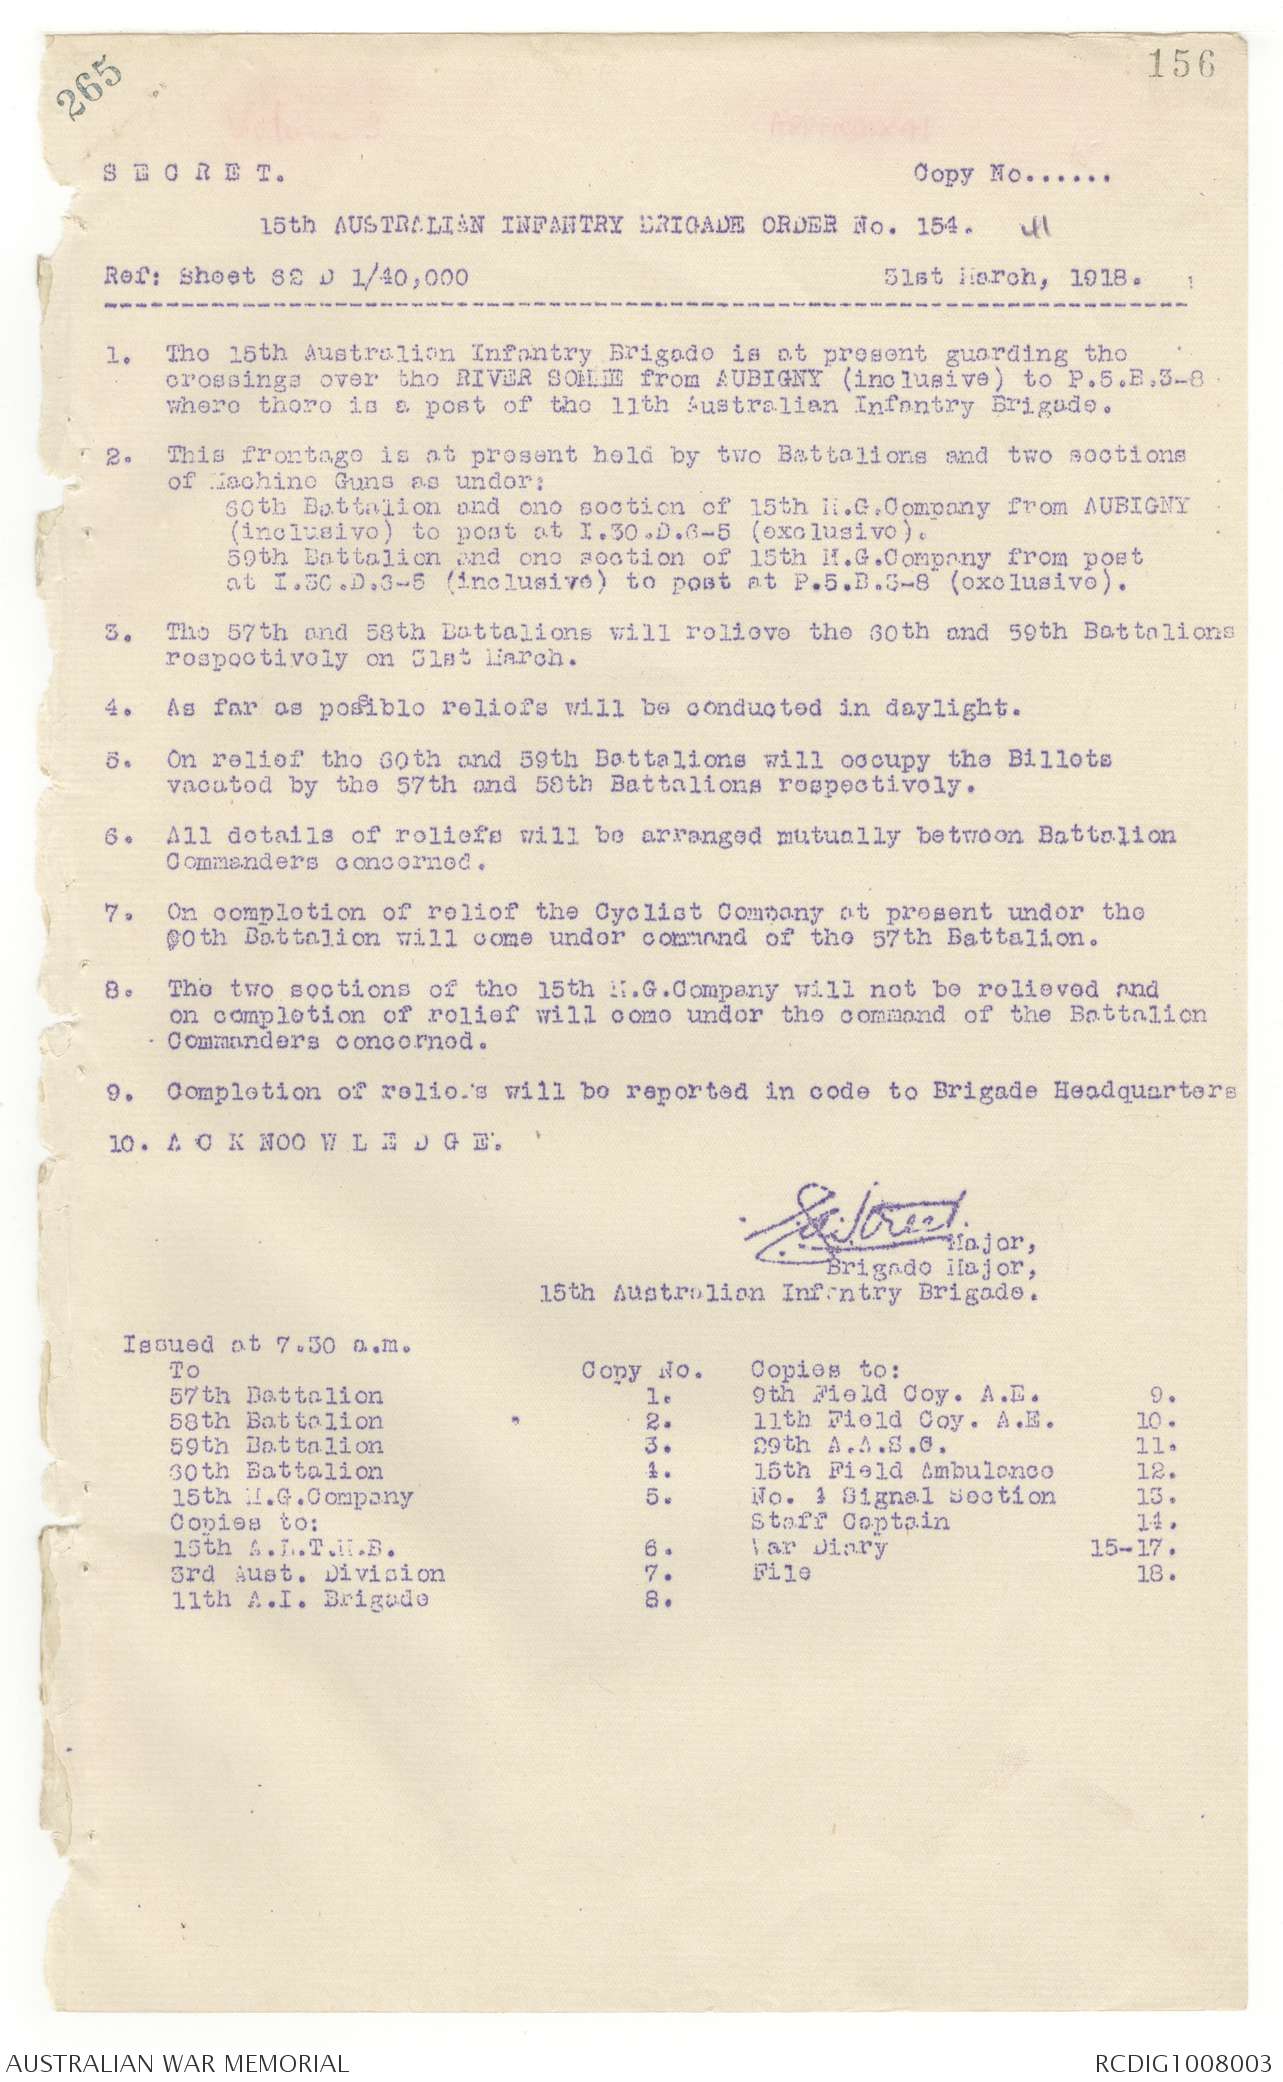 265
156
S E C R E T.
Copy No......
15th AUSTRALIAN INFANTRY BRIGADE ORDER No. 154.
Ref: Sheet 62 D 1/40,000
31st March, 1918.
1. The 15th Australian Infantry Brigade is at present guarding the
crossings over the RIVER SOMME from AUBIGNY (inclusive) to P.5.B.3-8
where there is a post of the 11th Australian Infantry Brigade.
2. This frontage is at present held by two Battalions and two sections
of Machine Guns as under:
60th Battalion and one section of 15th M.G.Company from AUBIGNY
(inclusive) to post at I.30.D.6-5 (exclusive).
59th Battalion and one section of 15th M.G.Company from post
at I.30.D.6-5 (inclusive) to post at P.5.B.3-8 (exclusive).
3. The 57th and 58th Battalions will relieve the 60th and 59th Battalions
respectively on 31st March.
4. As far as possible reliefs will be conducted in daylight.
5. On relief the 60th and 59th Battalions will occupy the Billets
vacated by the 57th and 58th Battalions respectively.
6. All details of reliefs will be arranged mutually between Battalion
Commanders concerned.
7. On completion of relief the Cyclist Company at present under the
60th Battalion will come under command of the 57th Battalion.
8. The two sections of the 15th M.G.Company will not be relieved and
on completion of relief will come under the command of the Battalion
Commanders concerned.
9. Completion of reliefs will be reported in code to Brigade Headquarters
10. A C K NOO W L E D G E.
Street
Major,
Brigade Major,
15th Australian Infantry Brigade.
Issued at 7.30 a.m.
To Copy No. Copies to:
57th Battalion 1. 9th Field Coy. A.E. 9.
58th Battalion 2. 11th Field Coy. A.E. 10.
59th Battalion 3. 29th A.A.S.C. 11.
60th Battalion 4. 15th Field Ambulance 12.
15th M.G.Company 5. No. 4 Signal Section 13.
Copies to: Staff Captain 14.
15th A.L.T.M.B. 6. War Diary 15-17.
3rd Aust. Division 7. File 18.
11th A.I. Brigade 8.
AUSTRALIAN WAR MEMORIAL
RCDIG1008003